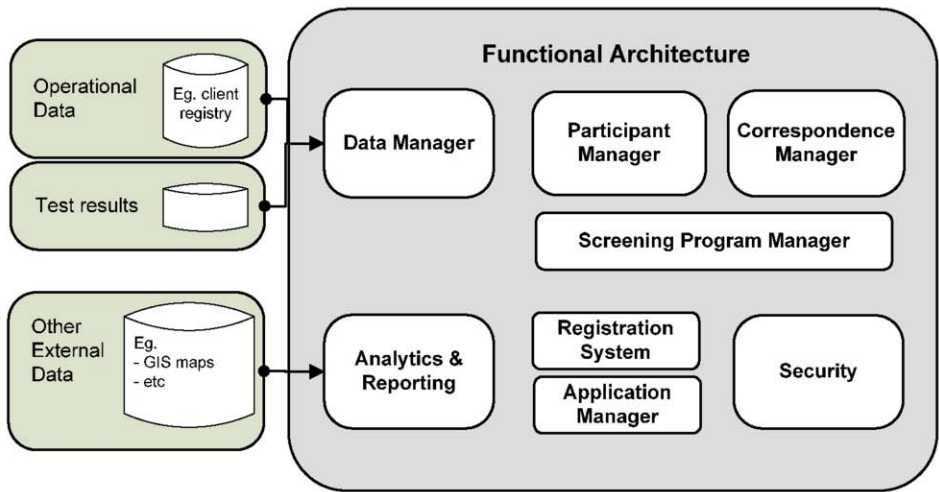 Functional Architecture
Operational
Data
Eg. client
registry
Test results
Other
External
Data
Eg.
- GIS maps
- etc
Data Manager
Participant
Manager
Correspondence
Manager
Screening Program Manager
Analytics &
Reporting
Registration
System
Application
Manager
Security